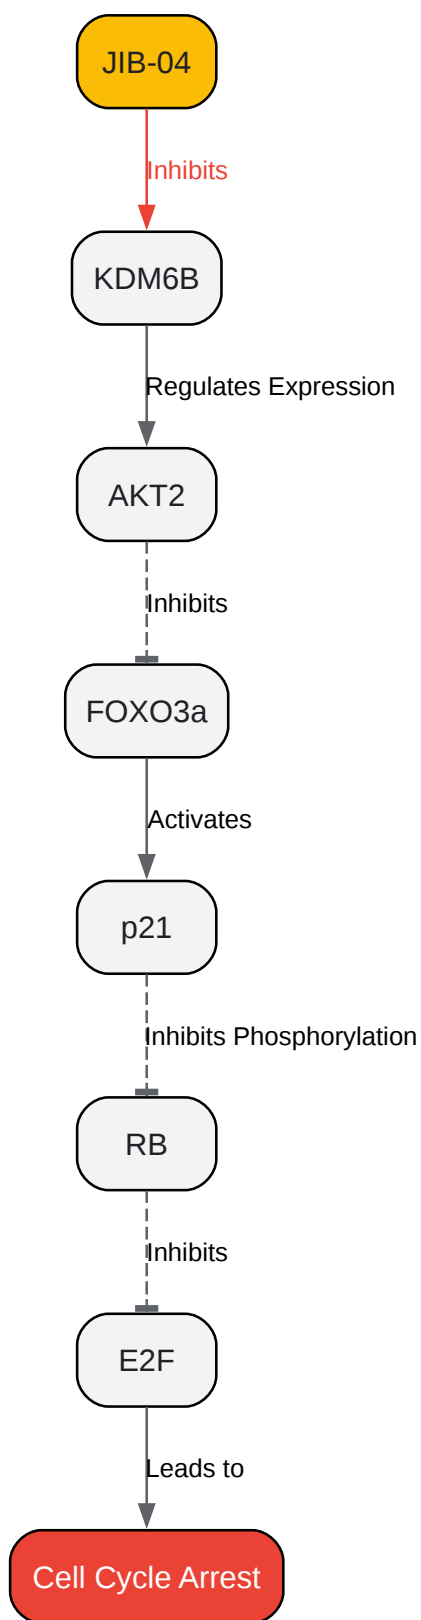 JIB-04
Inhibits
KDM6B
Regulates Expression
AKT2
Inhibits
FOXO3a
Activates
p21
Inhibits Phosphorylation
RB
Inhibits
E2F
Leads to
Cell Cycle Arrest